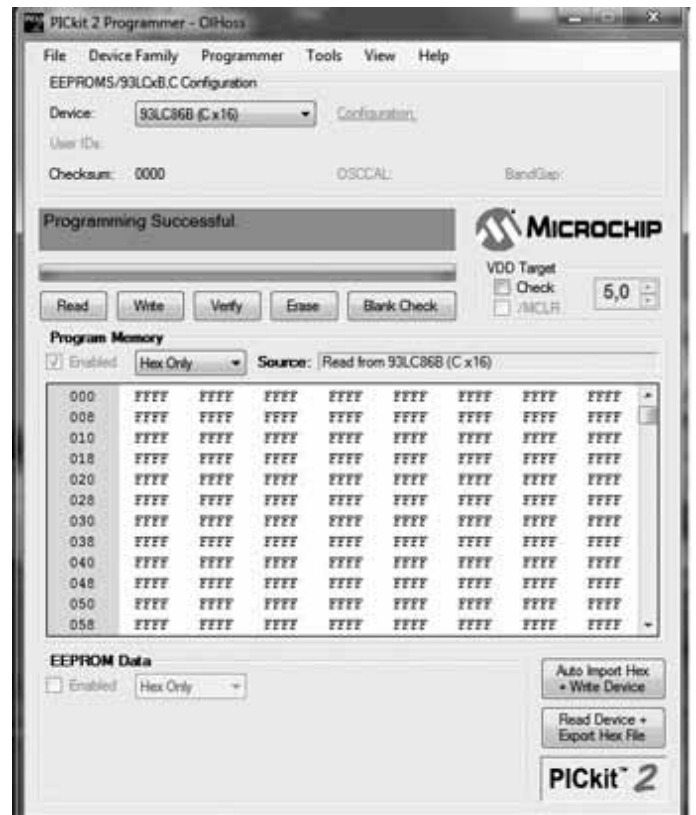 PICkit 2 Programmer - OlHoss
File Device Family Programmer Tools View Help
EEPROMS/93LCxB,C Configuration
Device: 93LC86B (C x16) Configuration:
User IDs:
Checksum: 0000 OSCCAL: BandGap:
Programming Successful.
MICROCHIP
VDD Target
Check
/MCLR
5,0
Read Write Verify Erase Blank Check
Program Memory
Enabled Hex Only Source: Read from 93LC86B (C x16)
000 FFFF FFFF FFFF FFFF FFFF FFFF FFFF FFFF
008 FFFF FFFF FFFF FFFF FFFF FFFF FFFF FFFF
010 FFFF FFFF FFFF FFFF FFFF FFFF FFFF FFFF
018 FFFF FFFF FFFF FFFF FFFF FFFF FFFF FFFF
020 FFFF FFFF FFFF FFFF FFFF FFFF FFFF FFFF
028 FFFF FFFF FFFF FFFF FFFF FFFF FFFF FFFF
030 FFFF FFFF FFFF FFFF FFFF FFFF FFFF FFFF
038 FFFF FFFF FFFF FFFF FFFF FFFF FFFF FFFF
040 FFFF FFFF FFFF FFFF FFFF FFFF FFFF FFFF
048 FFFF FFFF FFFF FFFF FFFF FFFF FFFF FFFF
050 FFFF FFFF FFFF FFFF FFFF FFFF FFFF FFFF
058 FFFF FFFF FFFF FFFF FFFF FFFF FFFF FFFF
EEPROM Data
Enabled Hex Only
Auto Import Hex
+ Write Device
Read Device +
Export Hex File
PICkit™ 2